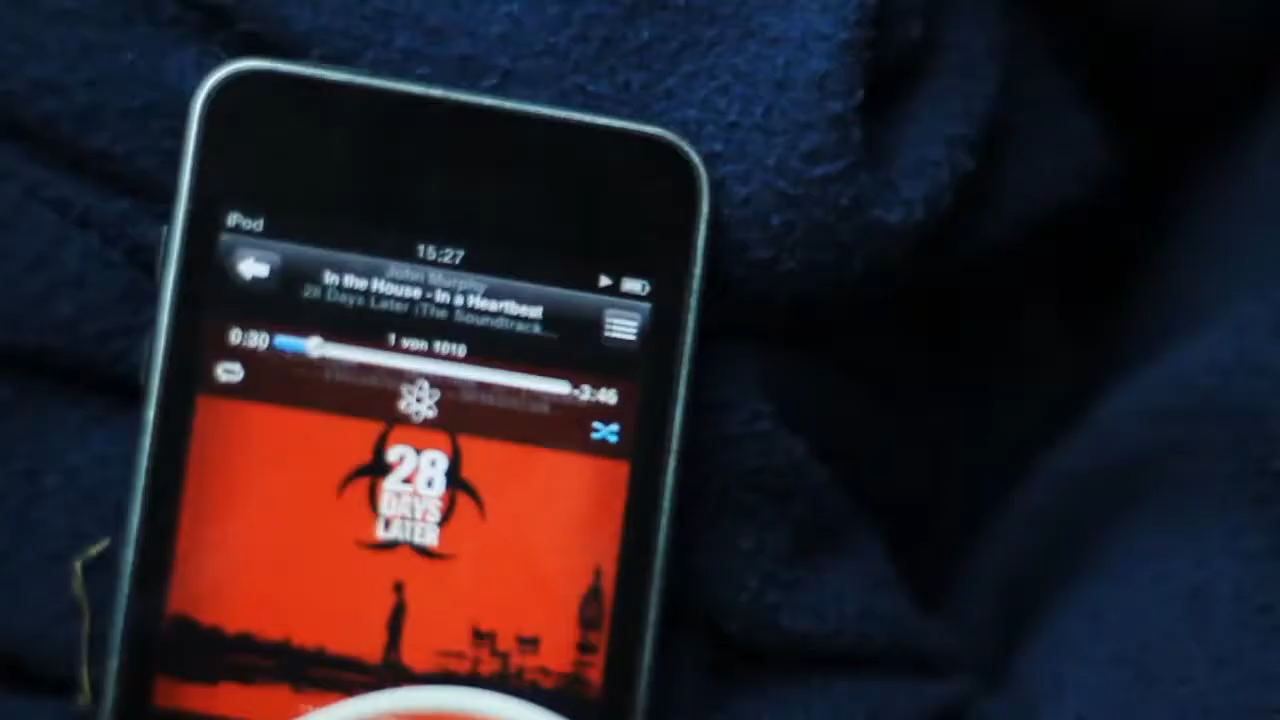 iPod
15:27
John Murphy
In the House - In a Heartbeat
28 Days Later (The Soundtrack...
0:30
1 von 1010
-3:46
28
DAYS
LATER